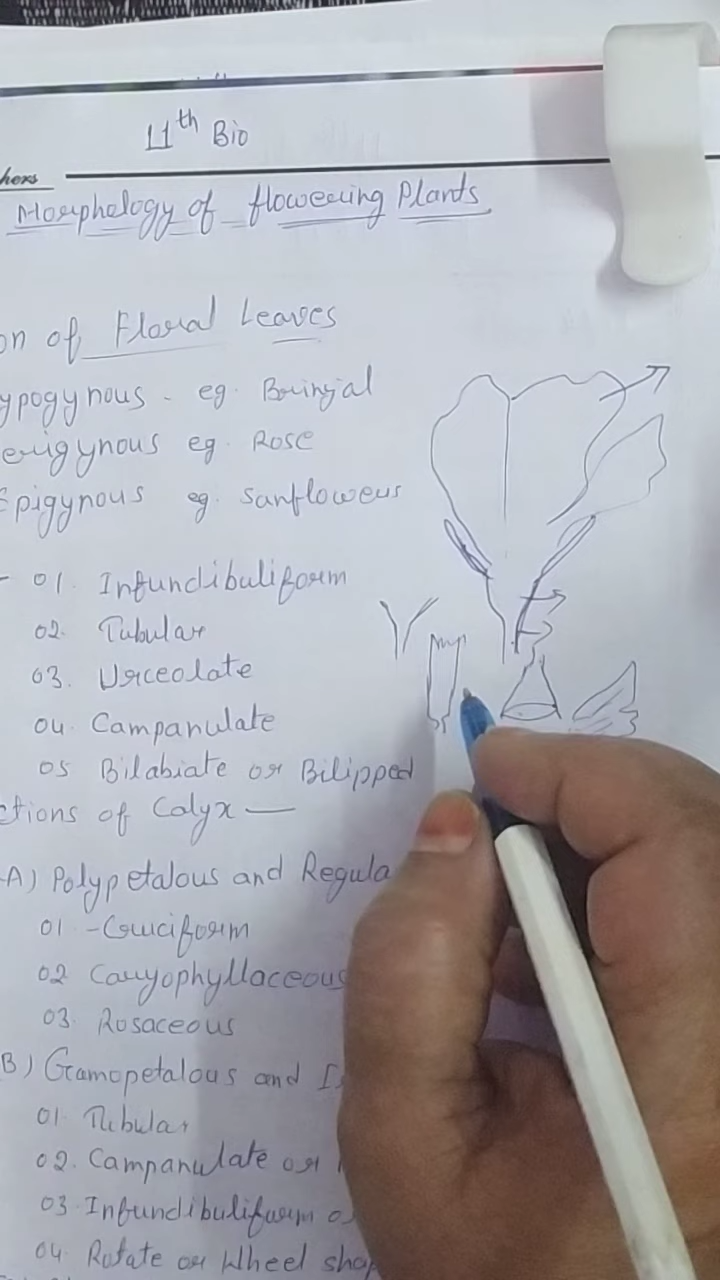 11th Bio
hers
Morphology of flowering Plants
on of Floral Leaves
ypogynous - eg. Brinjal
erigynous eg. Rose
Epigynous eg. Sanflowers
- 01. Infundibuliform
02. Tubular
03. Urceolate
04. Campanulate
05 Bilabiate or Bilipped
ctions of Calyx —
A) Polypetalous and Regula
01 - Cruciform
02 Caryophyllaceous
03. Rosaceous
B) Gamopetalous and
01. Tubular
02. Campanulate or
03. Infundibuliform o
04. Rotate or Wheel shap